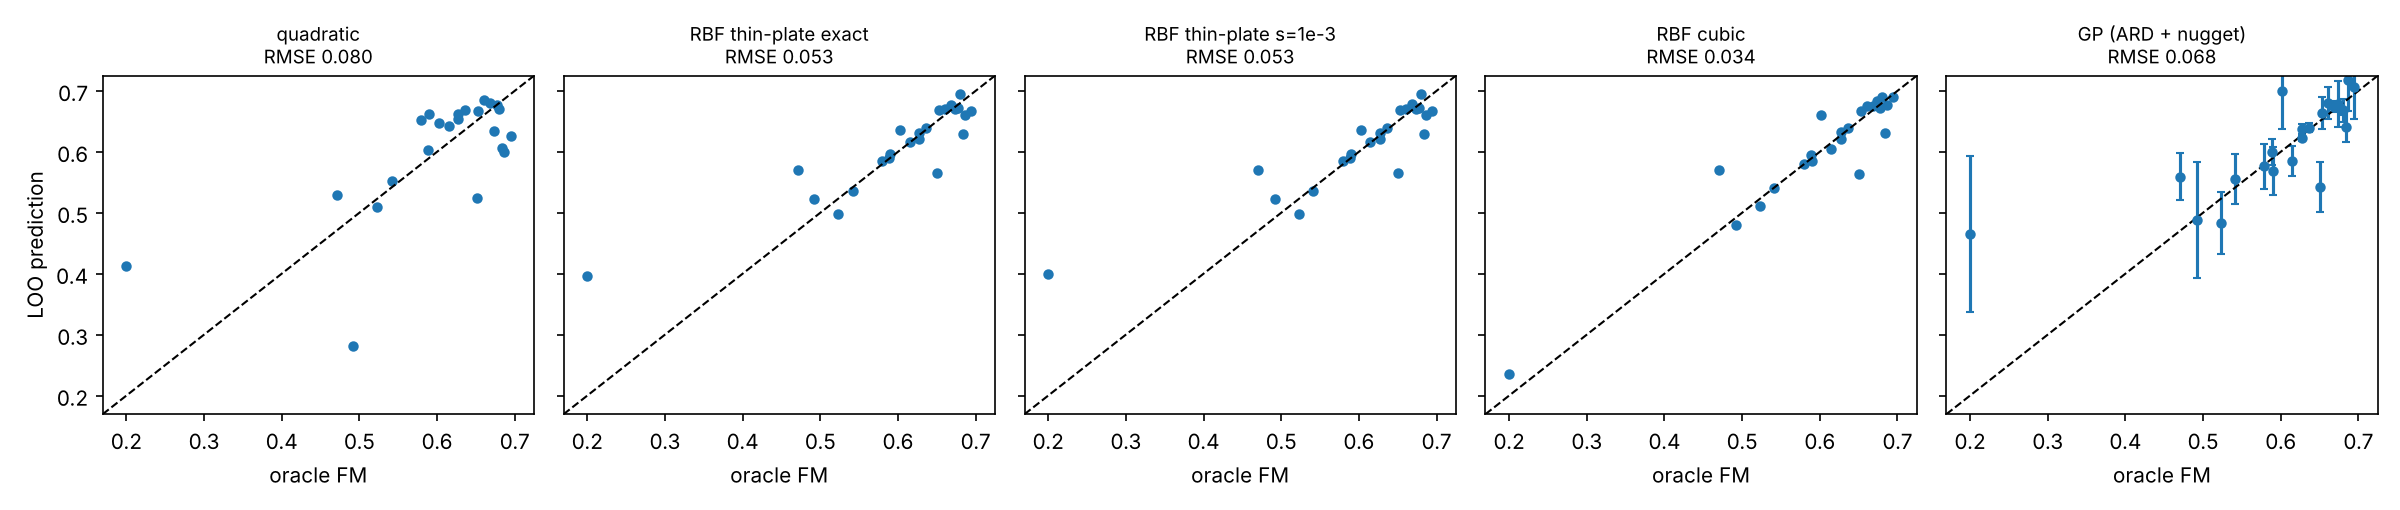 quadratic
RMSE 0.080
RBF thin-plate exact
RMSE 0.053
RBF thin-plate s=1e-3
RMSE 0.053
RBF cubic
RMSE 0.034
GP (ARD + nugget)
RMSE 0.068
LOO prediction
0.7
0.6
0.5
0.4
0.3
0.2
0.2 0.3 0.4 0.5 0.6 0.7
oracle FM
0.2 0.3 0.4 0.5 0.6 0.7
oracle FM
0.2 0.3 0.4 0.5 0.6 0.7
oracle FM
0.2 0.3 0.4 0.5 0.6 0.7
oracle FM
0.2 0.3 0.4 0.5 0.6 0.7
oracle FM